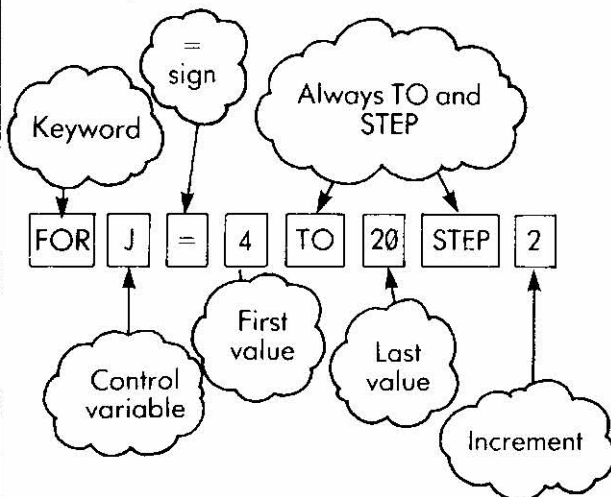 =
sign
Always TO and
STEP
Keyword
FOR J = 4 TO 20 STEP 2
First
value
Last
value
Control
variable
Increment